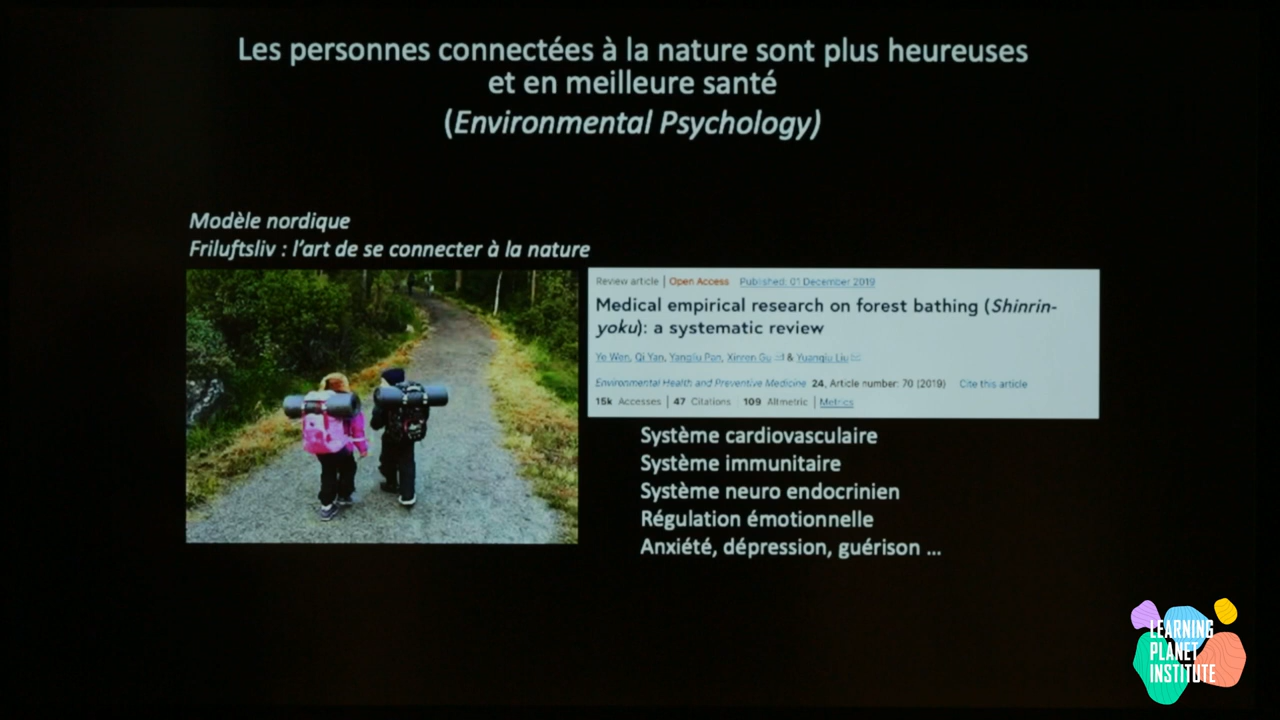 Les personnes connectées à la nature sont plus heureuses
et en meilleure santé
(Environmental Psychology)
Modèle nordique
Friluftsliv : l'art de se connecter à la nature
Review article | Open Access Published: 01 December 2019
Medical empirical research on forest bathing (Shinrin-
yoku): a systematic review
Ye Wen, Qi Yan, Yangliu Pan, Xinren Gu & Yuanqiu Liu
Environmental Health and Preventive Medicine 24, Article number: 70 (2019) Cite this article
15k Accesses | 47 Citations | 109 Altmetric | Metrics
Système cardiovasculaire
Système immunitaire
Système neuro endocrinien
Régulation émotionnelle
Anxiété, dépression, guérison ...
LEARNING
PLANET
INSTITUTE